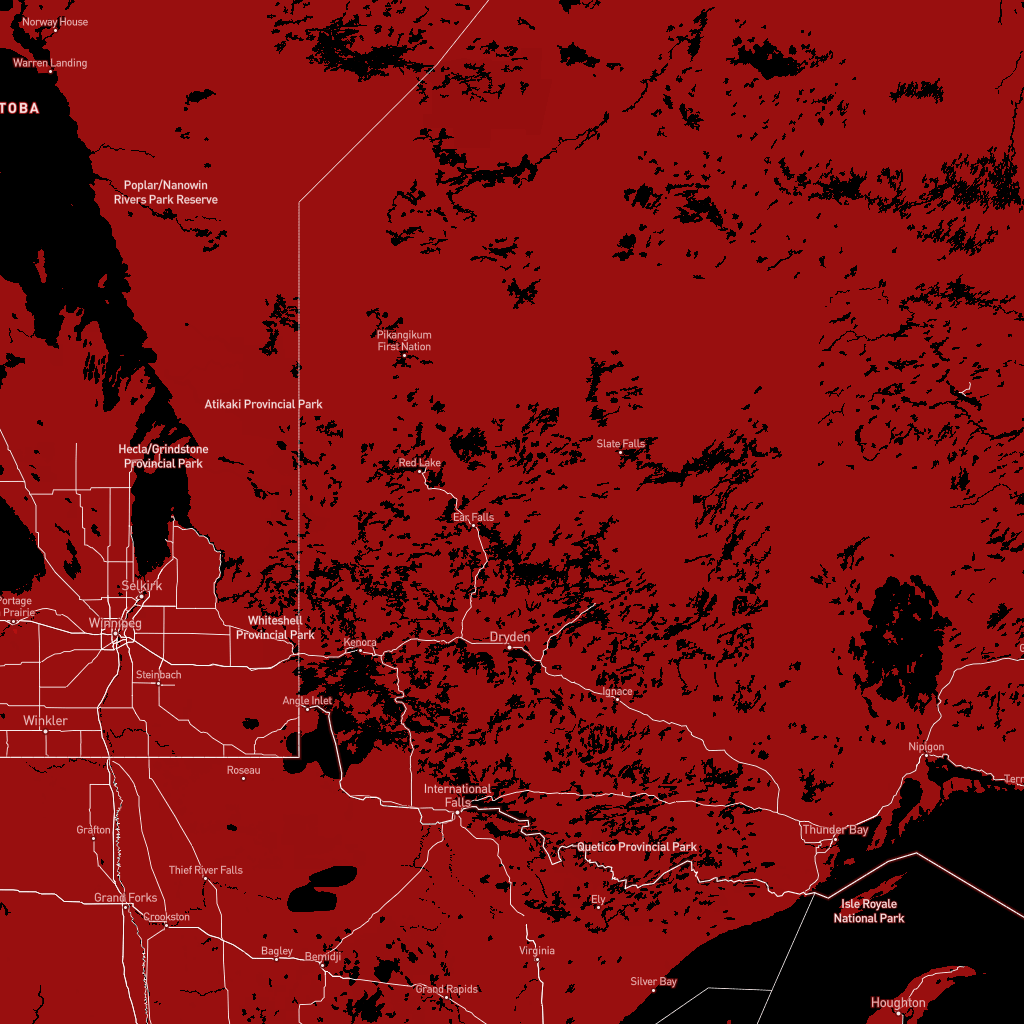 Norway House
Warren Landing
TOBA
Poplar/Nanowin
Rivers Park Reserve
Pikangikum
First Nation
Atikaki Provincial Park
Hecla/Grindstone
Provincial Park
Slate Falls
Red Lake
Ear Falls
Selkirk
Portage
Prairie
Winnipeg
Whiteshell
Provincial Park
Kenora
Dryden
Steinbach
Angle Inlet
Ignace
Winkler
Nipigon
Roseau
Terr
International
Falls
Grafton
Thunder Bay
Quetico Provincial Park
Thief River Falls
Grand Forks
Ely
Isle Royale
National Park
Crookston
Bagley
Bemidji
Virginia
Silver Bay
Grand Rapids
Houghton